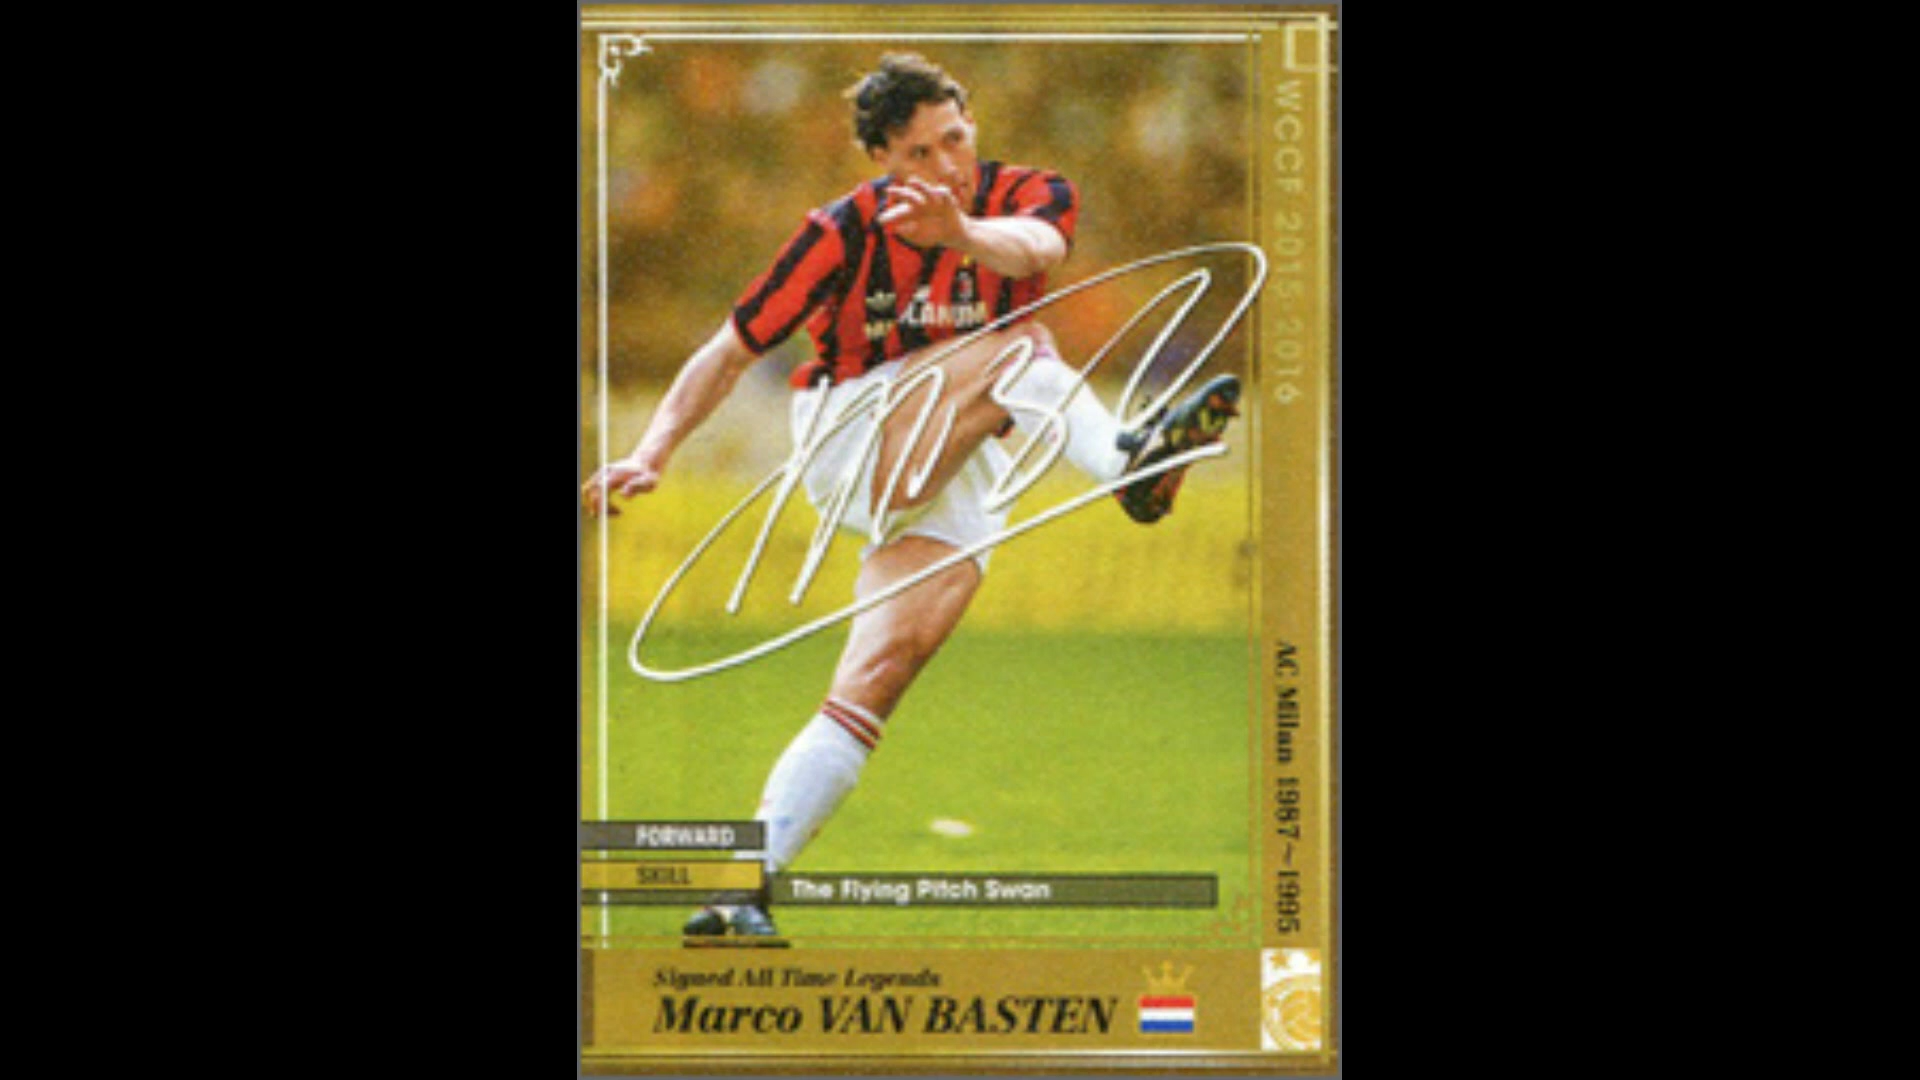 WCCF 2015-2016
AC Milan 1987~1995
FORWARD
SKILL
The Flying Pitch Swan
Signed All Time Legends
Marco VAN BASTEN